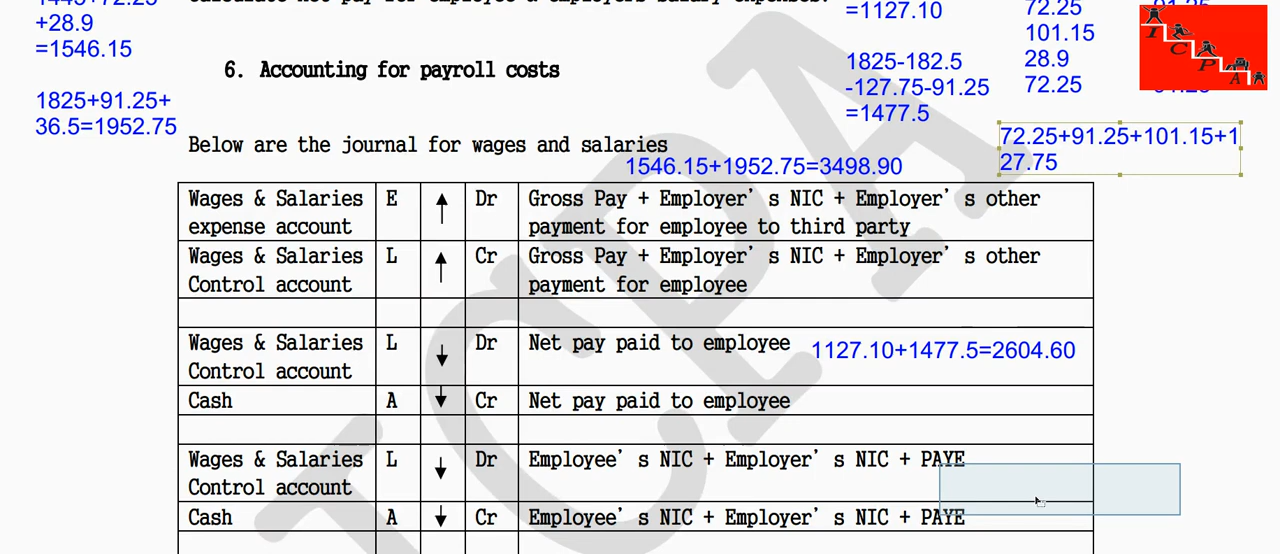 =1127.10
72.25
+28.9
=1546.15
101.15
28.9
72.25
1825-182.5
-127.75-91.25
=1477.5
6. Accounting for payroll costs
1825+91.25+
36.5=1952.75
72.25+91.25+101.15+1
27.75
Below are the journal for wages and salaries
1546.15+1952.75=3498.90
Wages & Salaries expense account E ↑ Dr Gross Pay + Employer' s NIC + Employer' s other
payment for employee to third party
Wages & Salaries Control account L ↑ Cr Gross Pay + Employer' s NIC + Employer' s other
payment for employee
Wages & Salaries Control account L ↓ Dr Net pay paid to employee 1127.10+1477.5=2604.60
Cash A ↓ Cr Net pay paid to employee
Wages & Salaries Control account L ↓ Dr Employee' s NIC + Employer' s NIC + PAYE
Cash A ↓ Cr Employee' s NIC + Employer' s NIC + PAYE
ICPA